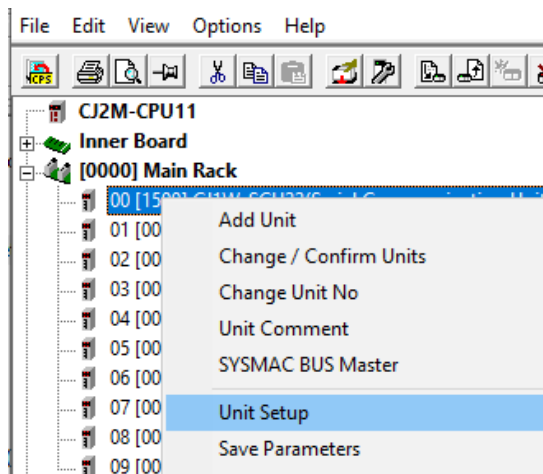 File Edit View Options Help
CPS
CJ2M-CPU11
Inner Board
[0000] Main Rack
00 [15
01 [00
02 [00
03 [00
04 [00
05 [00
06 [00
07 [00
08 [00
09 [00
Add Unit
Change / Confirm Units
Change Unit No
Unit Comment
SYSMAC BUS Master
Unit Setup
Save Parameters